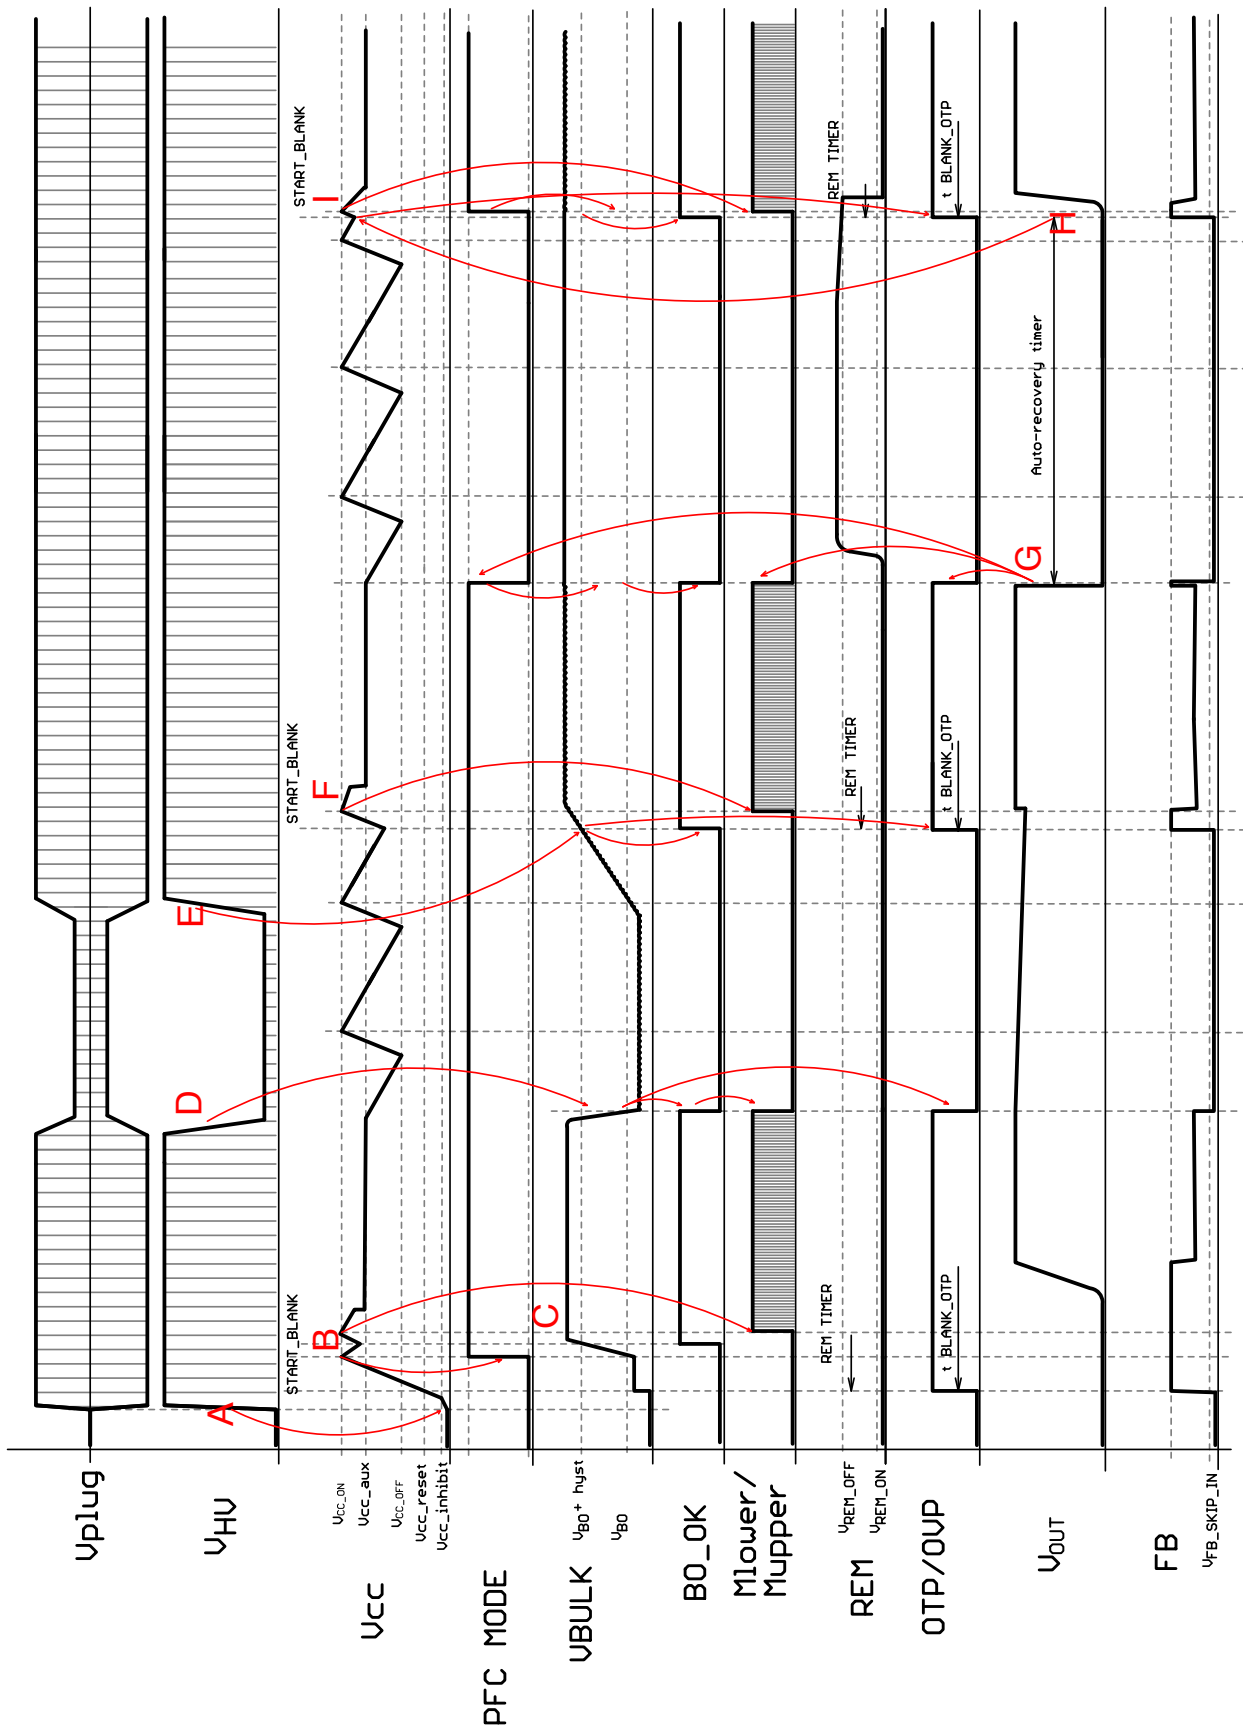 Vplug
VHV
VCC_ON
Vcc_aux
VCC_OFF
Vcc_reset
Vcc_inhibit
Vcc
PFC MODE
VBO+ hyst
VBO
VBULK
BO_OK
Mlower/
Mupper
VREM_OFF
VREM_ON
REM
OTP/OVP
VOUT
FB
VFB_SKIP_IN
A
B
C
D
E
F
G
H
I
START_BLANK
START_BLANK
START_BLANK
REM TIMER
REM TIMER
REM TIMER
t BLANK_OTP
t BLANK_OTP
t BLANK_OTP
Auto-recovery timer